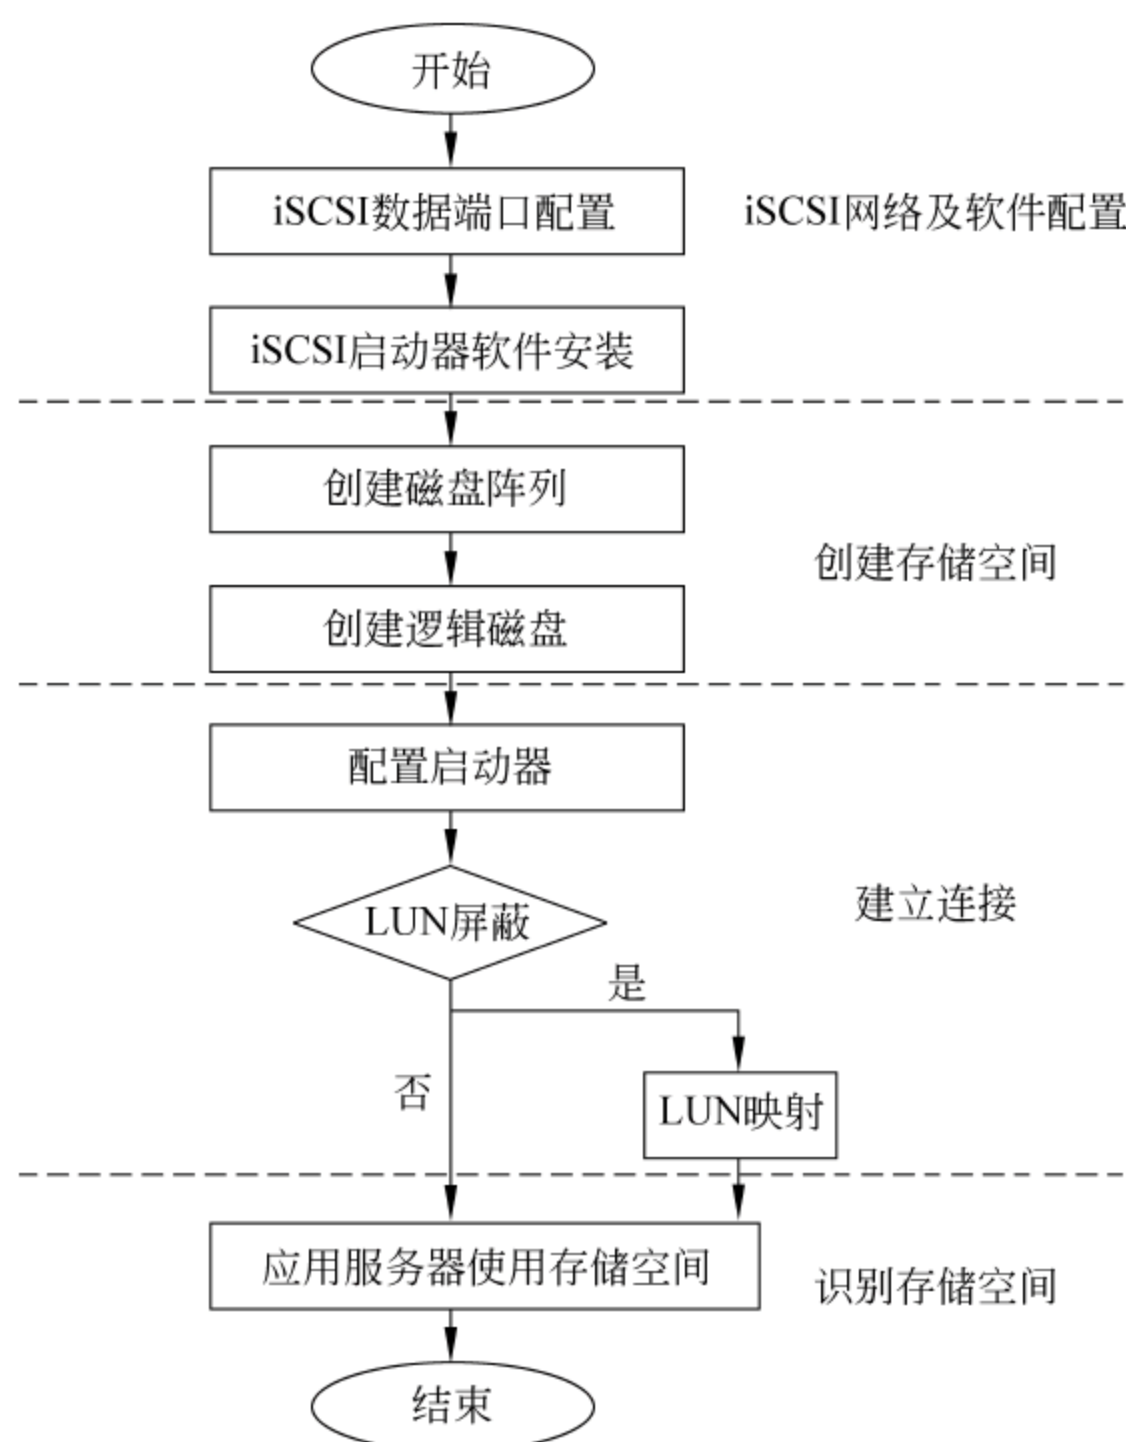 开始
iSCSI数据端口配置
iSCSI网络及软件配置
iSCSI启动器软件安装
创建磁盘阵列
创建存储空间
创建逻辑磁盘
配置启动器
LUN屏蔽
建立连接
是
否
LUN映射
应用服务器使用存储空间
识别存储空间
结束